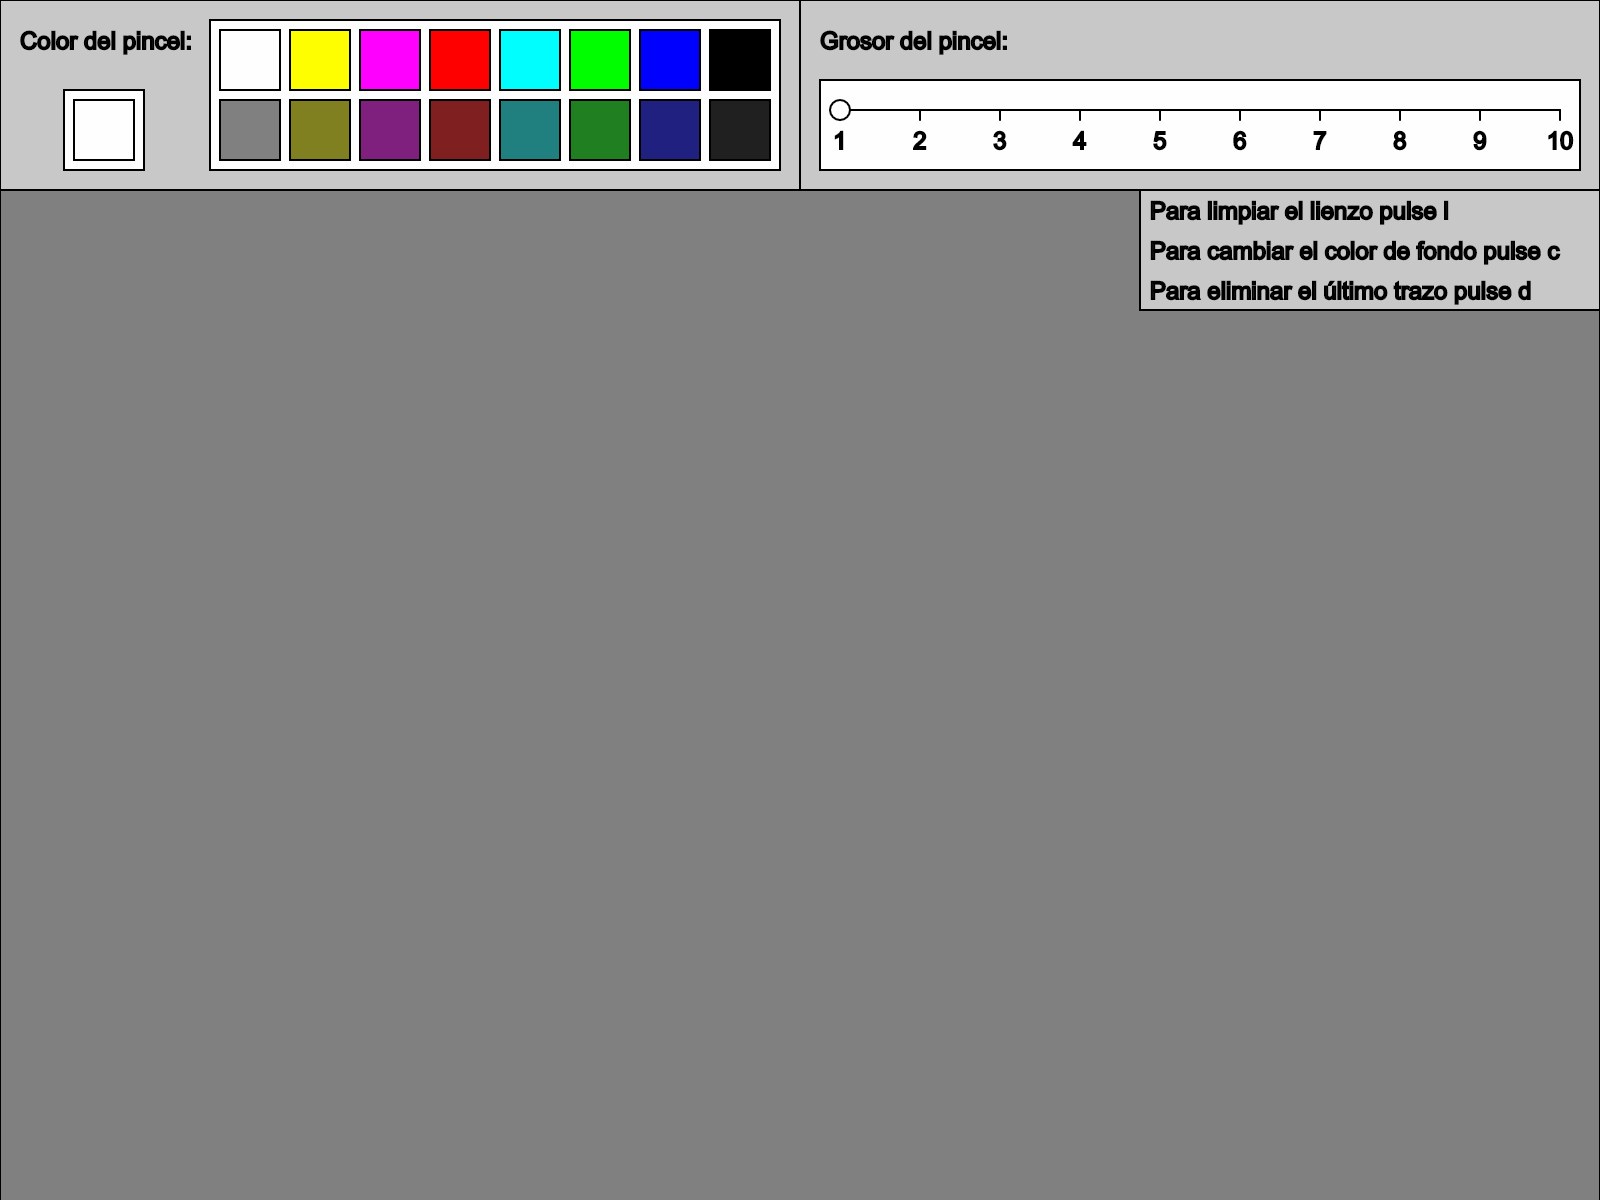 Color del pincel:
Grosor del pincel:
1 2 3 4 5 6 7 8 9 10
Para limpiar el lienzo pulse l
Para cambiar el color de fondo pulse c
Para eliminar el último trazo pulse d